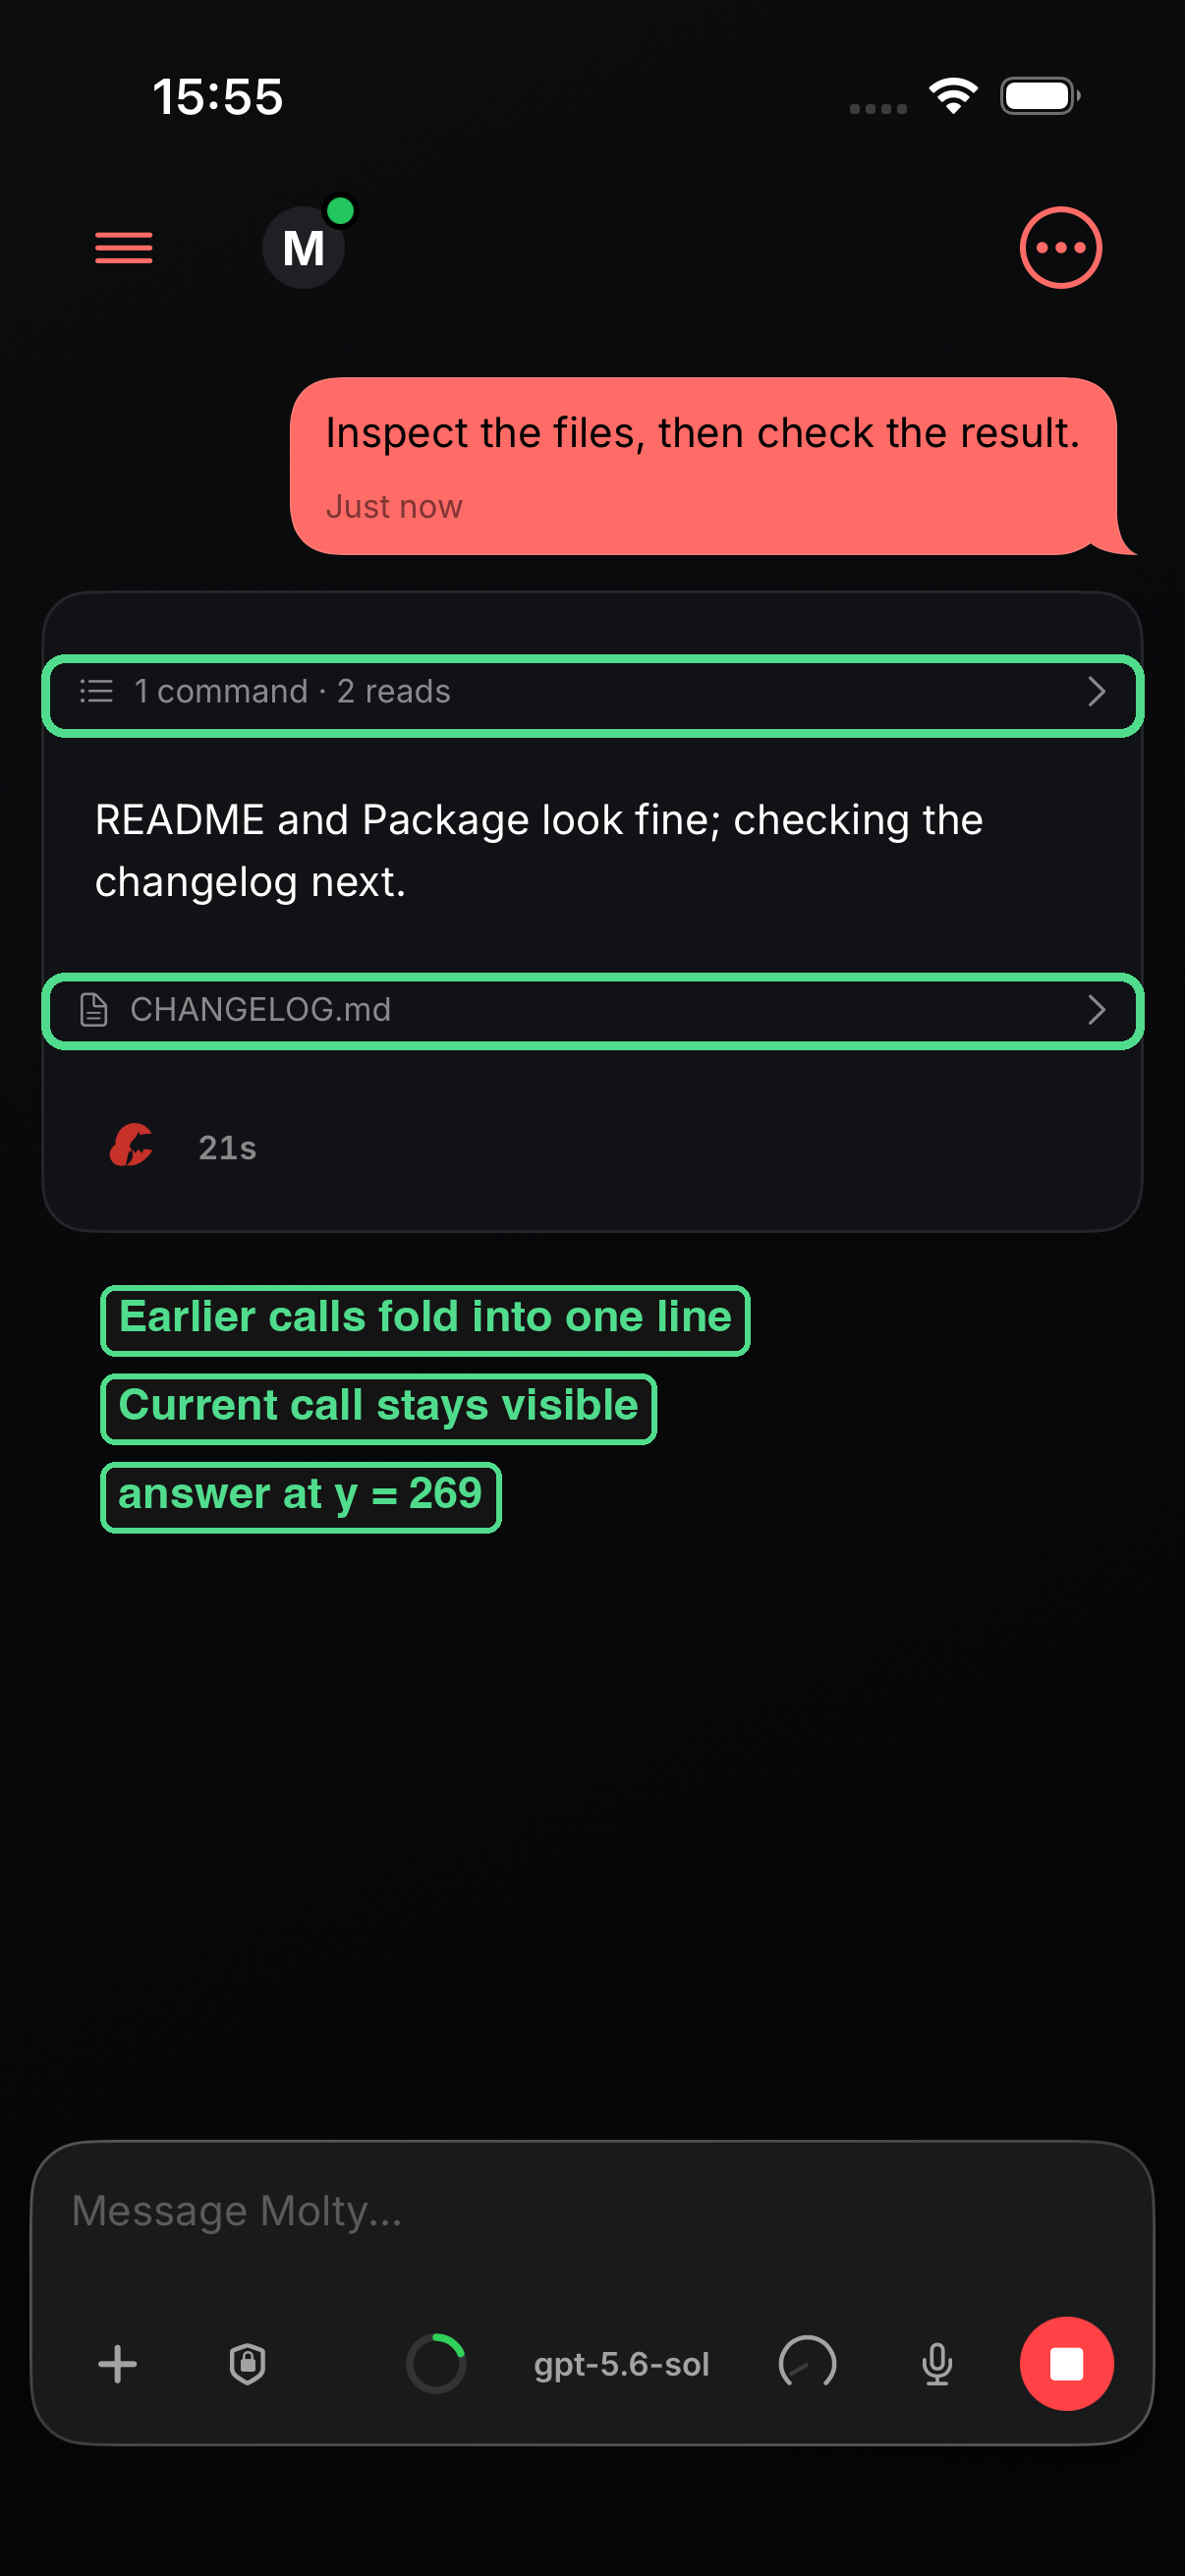 15:55
M
Inspect the files, then check the result.
Just now
1 command · 2 reads
README and Package look fine; checking the
changelog next.
CHANGELOG.md
21s
Earlier calls fold into one line
Current call stays visible
answer at y = 269
Message Molty...
gpt-5.6-sol